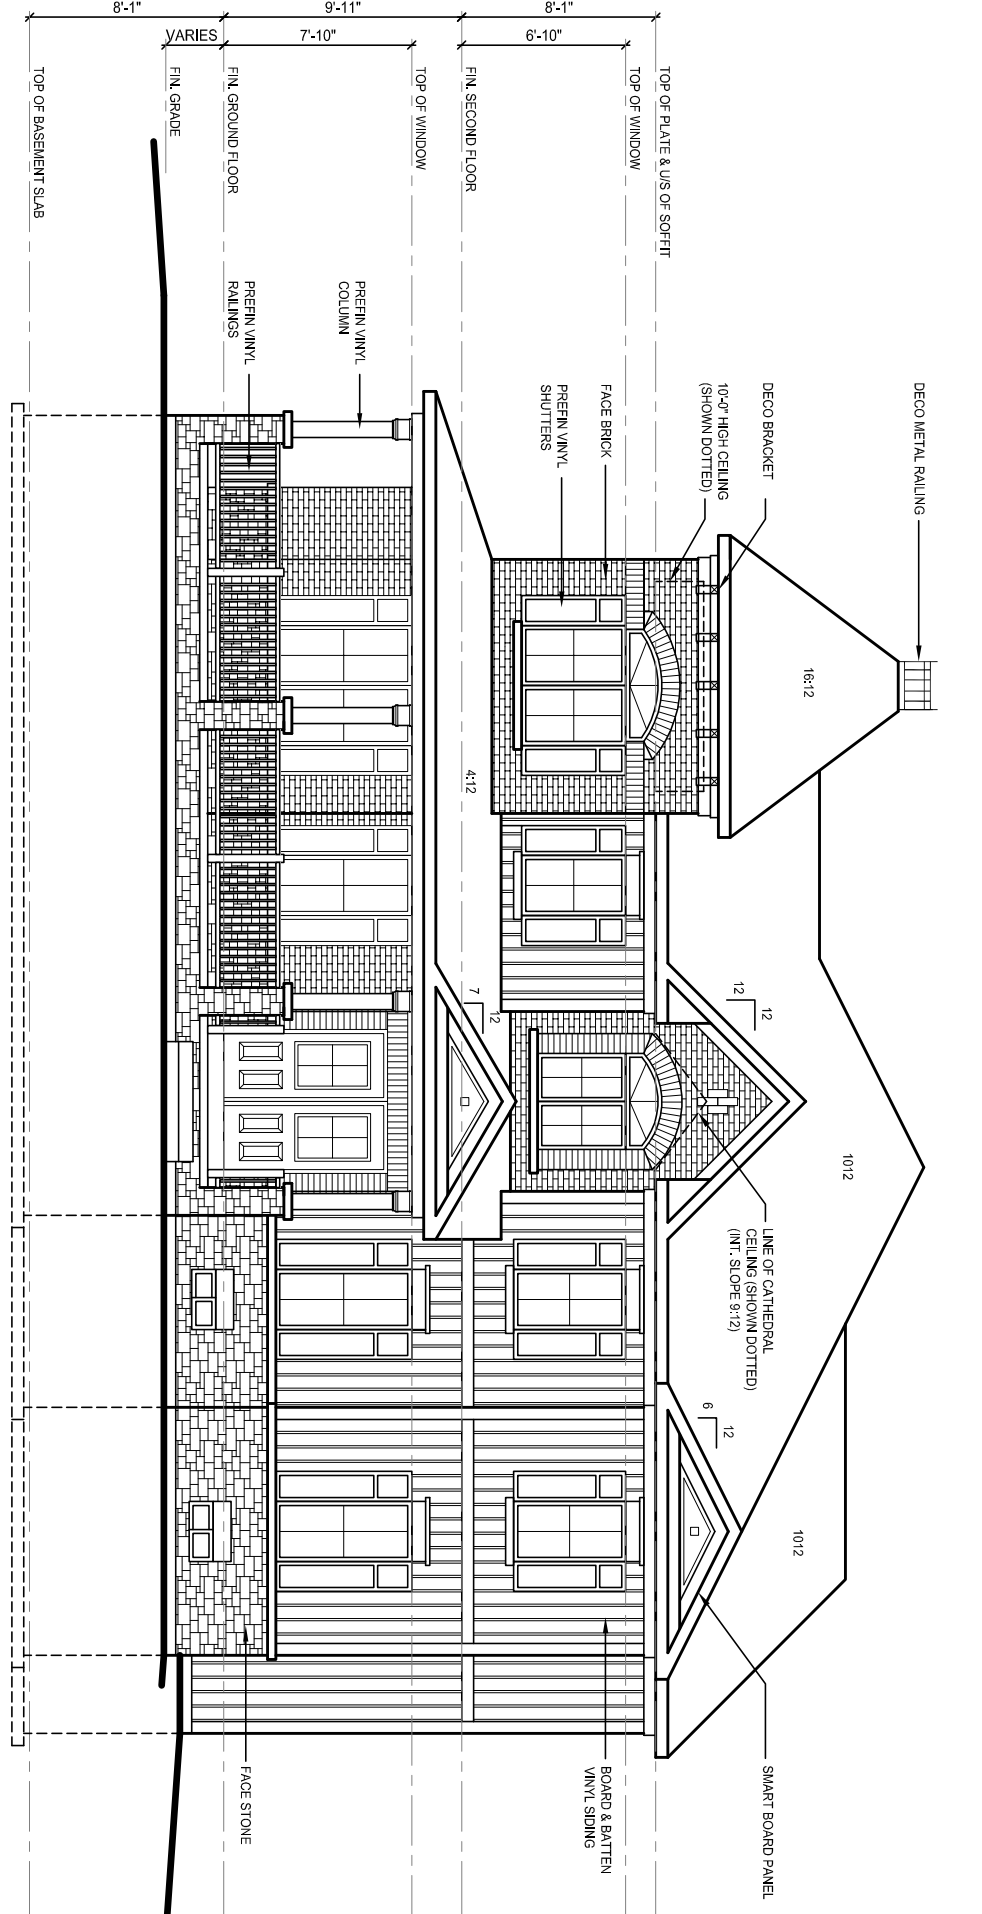 8'-1"
9'-11"
8'-1"
VARIES
7'-10"
6'-10"
TOP OF BASEMENT SLAB
FIN. GRADE
FIN. GROUND FLOOR
TOP OF WINDOW
FIN. SECOND FLOOR
TOP OF WINDOW
TOP OF PLATE & U/S OF SOFFIT
PREFIN VINYL
RAILINGS
PREFIN VINYL
COLUMN
PREFIN VINYL
SHUTTERS
FACE BRICK
10'-0" HIGH CEILING
(SHOWN DOTTED)
DECO BRACKET
DECO METAL RAILING
16:12
4:12
7
12
12
12
1012
LINE OF CATHEDRAL
CEILING (SHOWN DOTTED)
(INT. SLOPE 9:12)
6
12
1012
FACE STONE
BOARD & BATTEN
VINYL SIDING
SMART BOARD PANEL